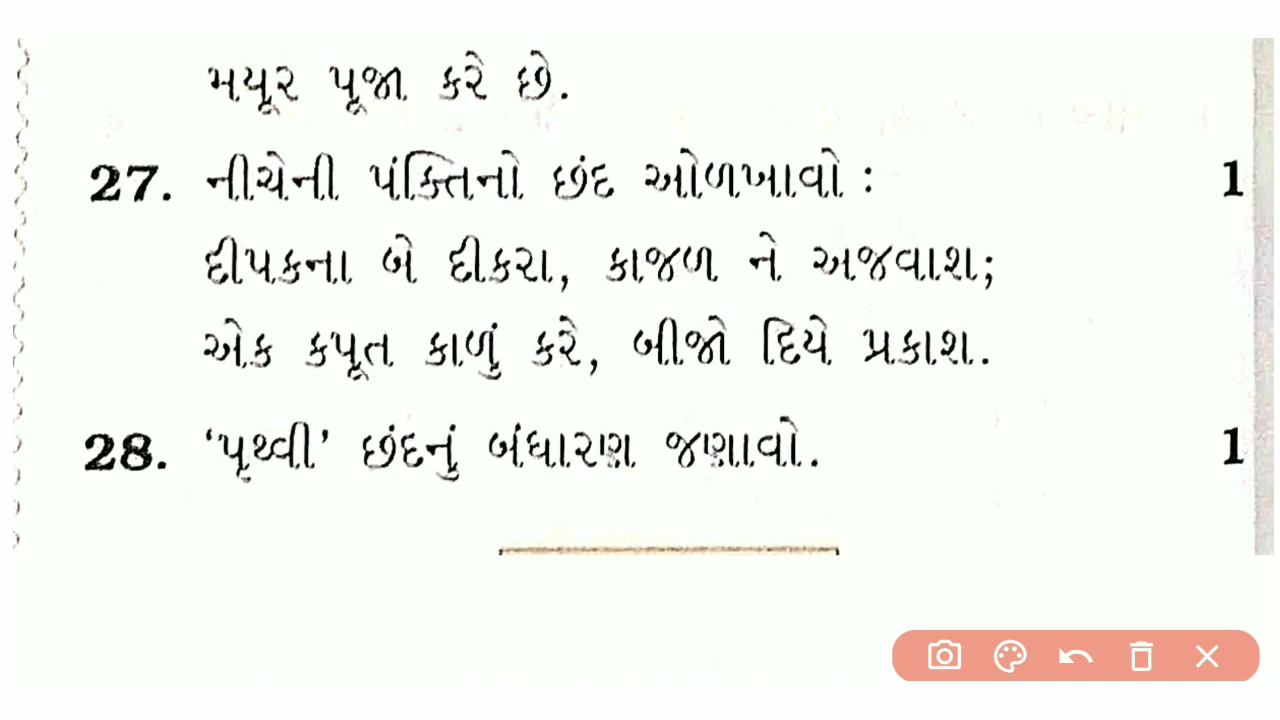 મયૂર પૂજા કરે છે.
27. નીચેની પંક્તિનો છંદ ઓળખાવો : 1
દીપકના બે દીકરા, કાજળ ને અજવાશ;
એક કપૂત કાળું કરે, બીજો દિયે પ્રકાશ.
28. ‘પૃથ્વી’ છંદનું બંધારણ જણાવો. 1